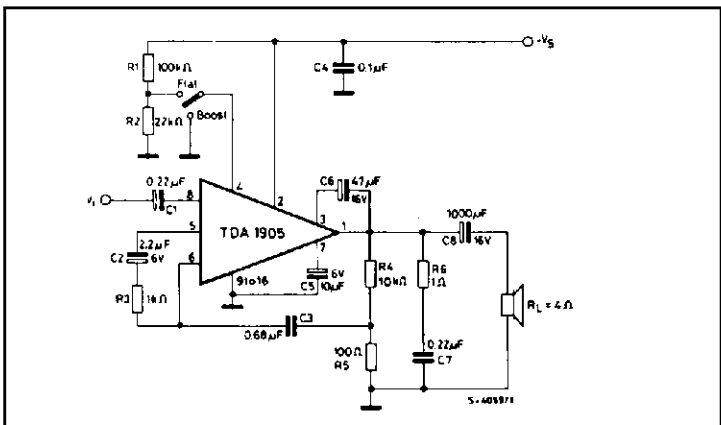 -Vs
R1
100kΩ
C4
0.1µF
Flat
R2
22kΩ
Boost
4
C6
47µF
16V
0.22µF
Vi
C1
8
2
3
1
1000µF
C8
16V
TDA 1905
7
2.2µF
C2
6V
5
6
R4
10kΩ
R6
1Ω
6V
C5
10µF
9 to 16
R3
1kΩ
RL = 4Ω
C3
0.68µF
100Ω
R5
0.22µF
C7